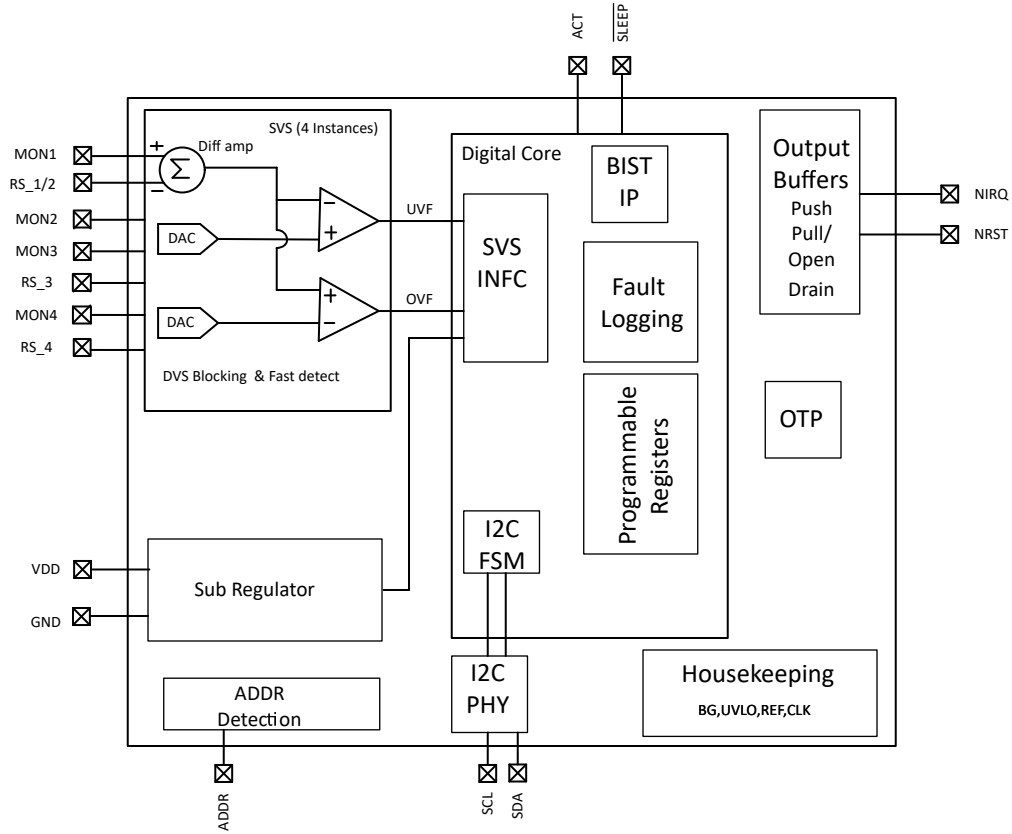 ACT
SLEEP
SVS (4 Instances)
MON1
+
Σ
Diff amp
RS_1/2
−
MON2
DAC
−
+
UVF
MON3
RS_3
MON4
DAC
+
−
OVF
RS_4
DVS Blocking & Fast detect
Digital Core
BIST
IP
SVS
INFC
Fault
Logging
Programmable
Registers
I2C
FSM
Output
Buffers
Push
Pull/
Open
Drain
NIRQ
NRST
OTP
VDD
GND
Sub Regulator
ADDR
Detection
I2C
PHY
Housekeeping
BG,UVLO,REF,CLK
ADDR
SCL
SDA